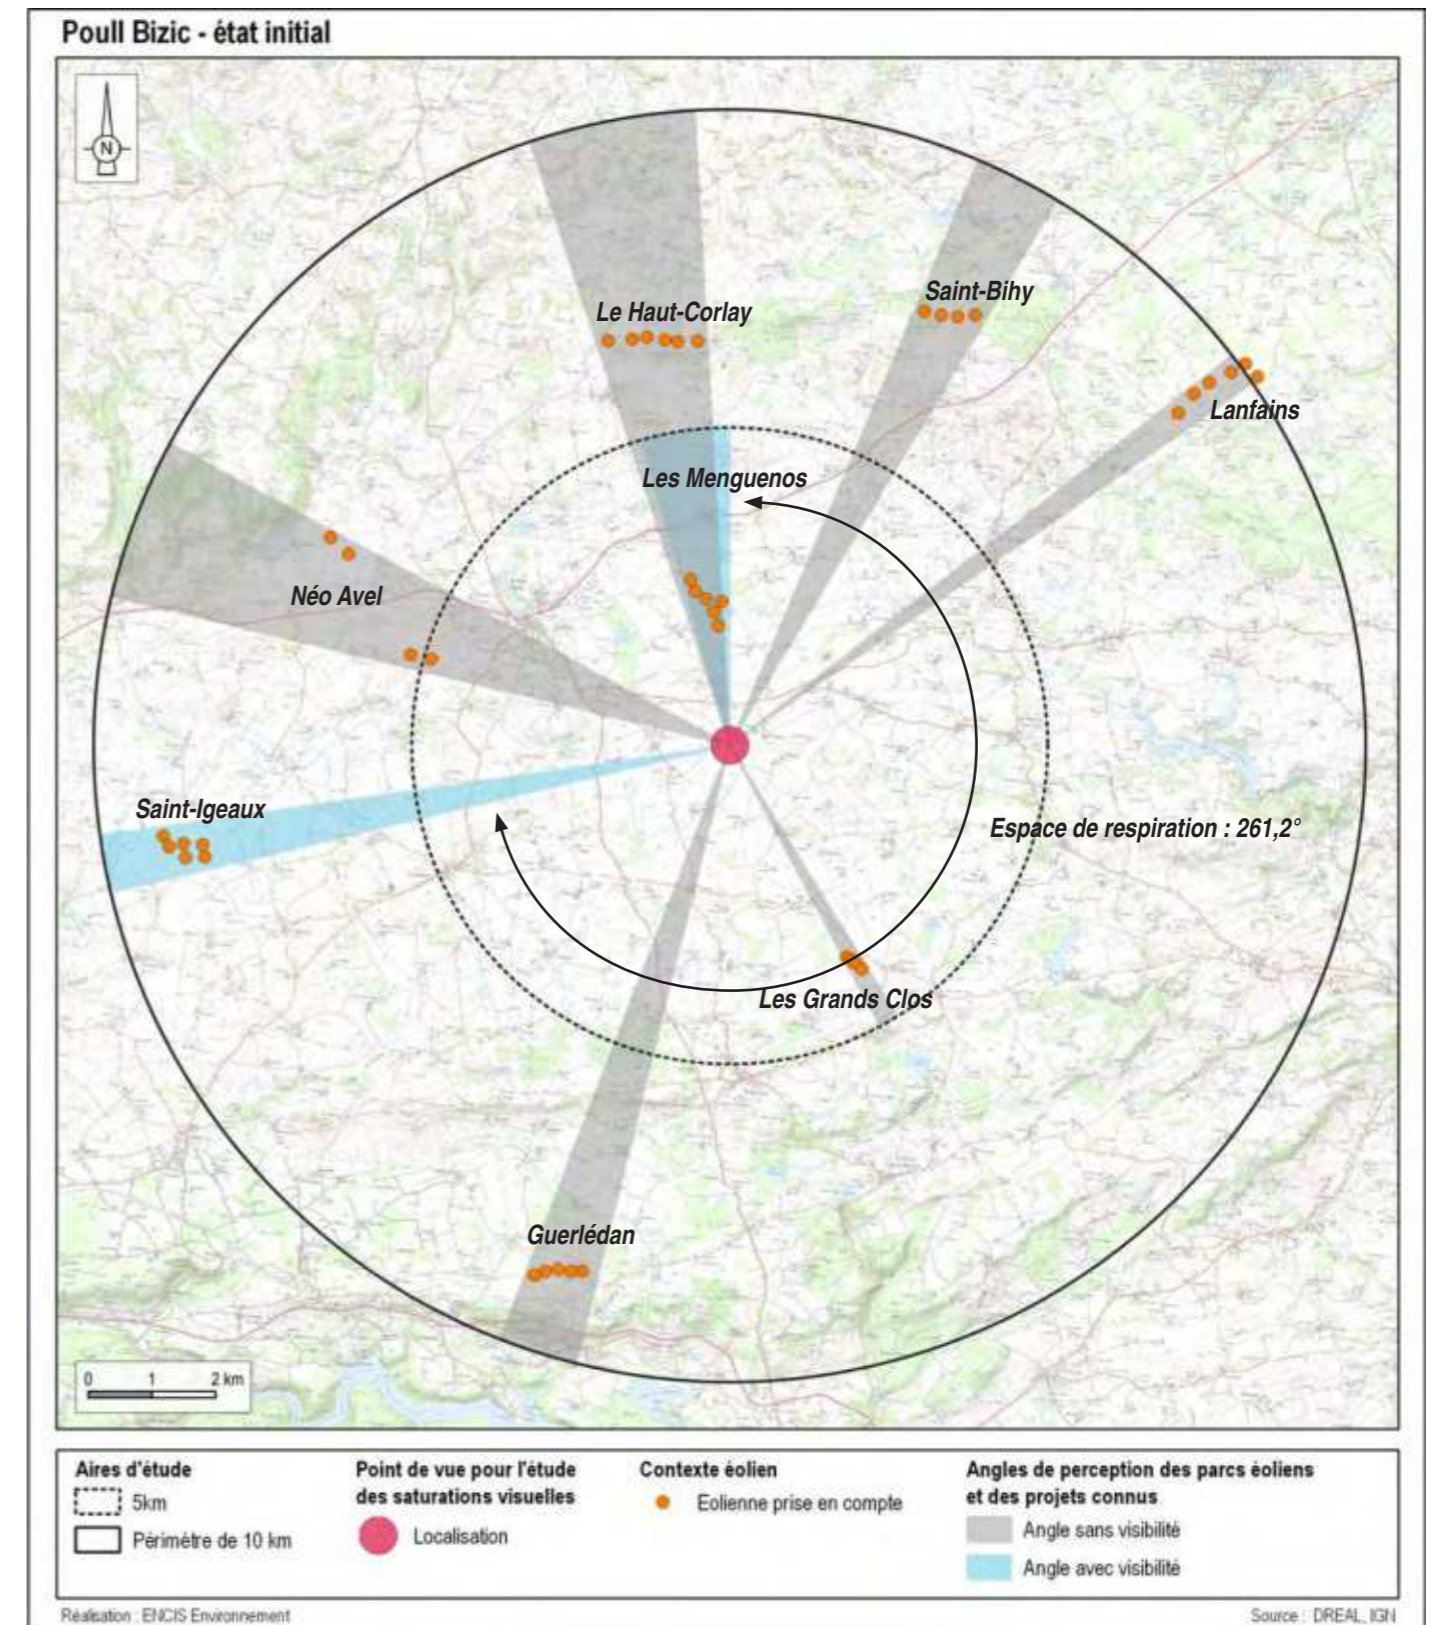 Poull Bizic - état initial
N
Saint-Bihy
Le Haut-Corlay
Lanfains
Les Menguenos
Néo Avel
Saint-Igeaux
Espace de respiration : 261,2°
Les Grands Clos
Guerlédan
0 1 2 km
Aires d'étude
5km
Périmètre de 10 km
Point de vue pour l'étude
des saturations visuelles
Localisation
Contexte éolien
Eolienne prise en compte
Angles de perception des parcs éoliens
et des projets connus
Angle sans visibilité
Angle avec visibilité
Réalisation : ENCIS Environnement
Source : DREAL, IGN